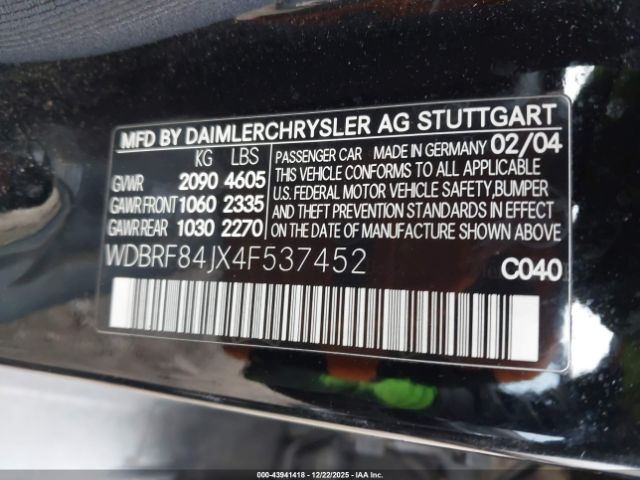 MFD BY DAIMLERCHRYSLER AG STUTTGART
KG LBS
GVWR 2090 4605
GAWR FRONT 1060 2335
GAWR REAR 1030 2270
PASSENGER CAR MADE IN GERMANY 02/04
THIS VEHICLE CONFORMS TO ALL APPLICABLE
U.S. FEDERAL MOTOR VEHICLE SAFETY,BUMPER
AND THEFT PREVENTION STANDARDS IN EFFECT
ON THE DATE OF MANUFACTURE SHOWN ABOVE
WDBRF84JX4F537452
C040
000-43941418 - 12/22/2025 - IAAI.COM